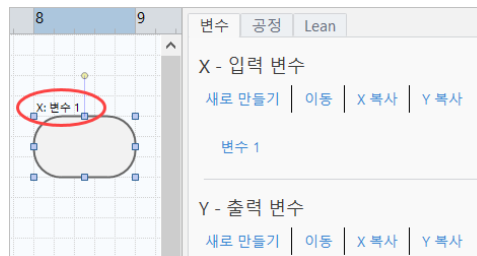 8 9
X: 변수 1
변수 공정 Lean
X - 입력 변수
새로 만들기 이동 X 복사 Y 복사
변수 1
Y - 출력 변수
새로 만들기 이동 X 복사 Y 복사